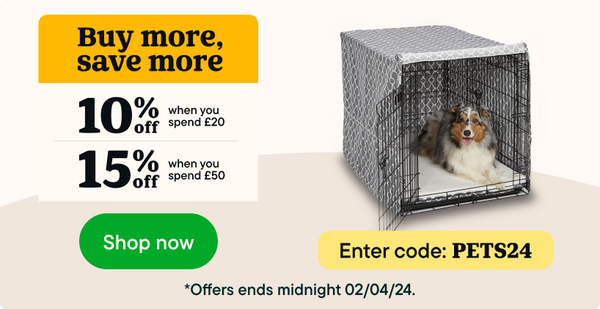 Buy more,
save more
10% off when you
spend £20
15% off when you
spend £50
Shop now
Enter code: PETS24
*Offers ends midnight 02/04/24.